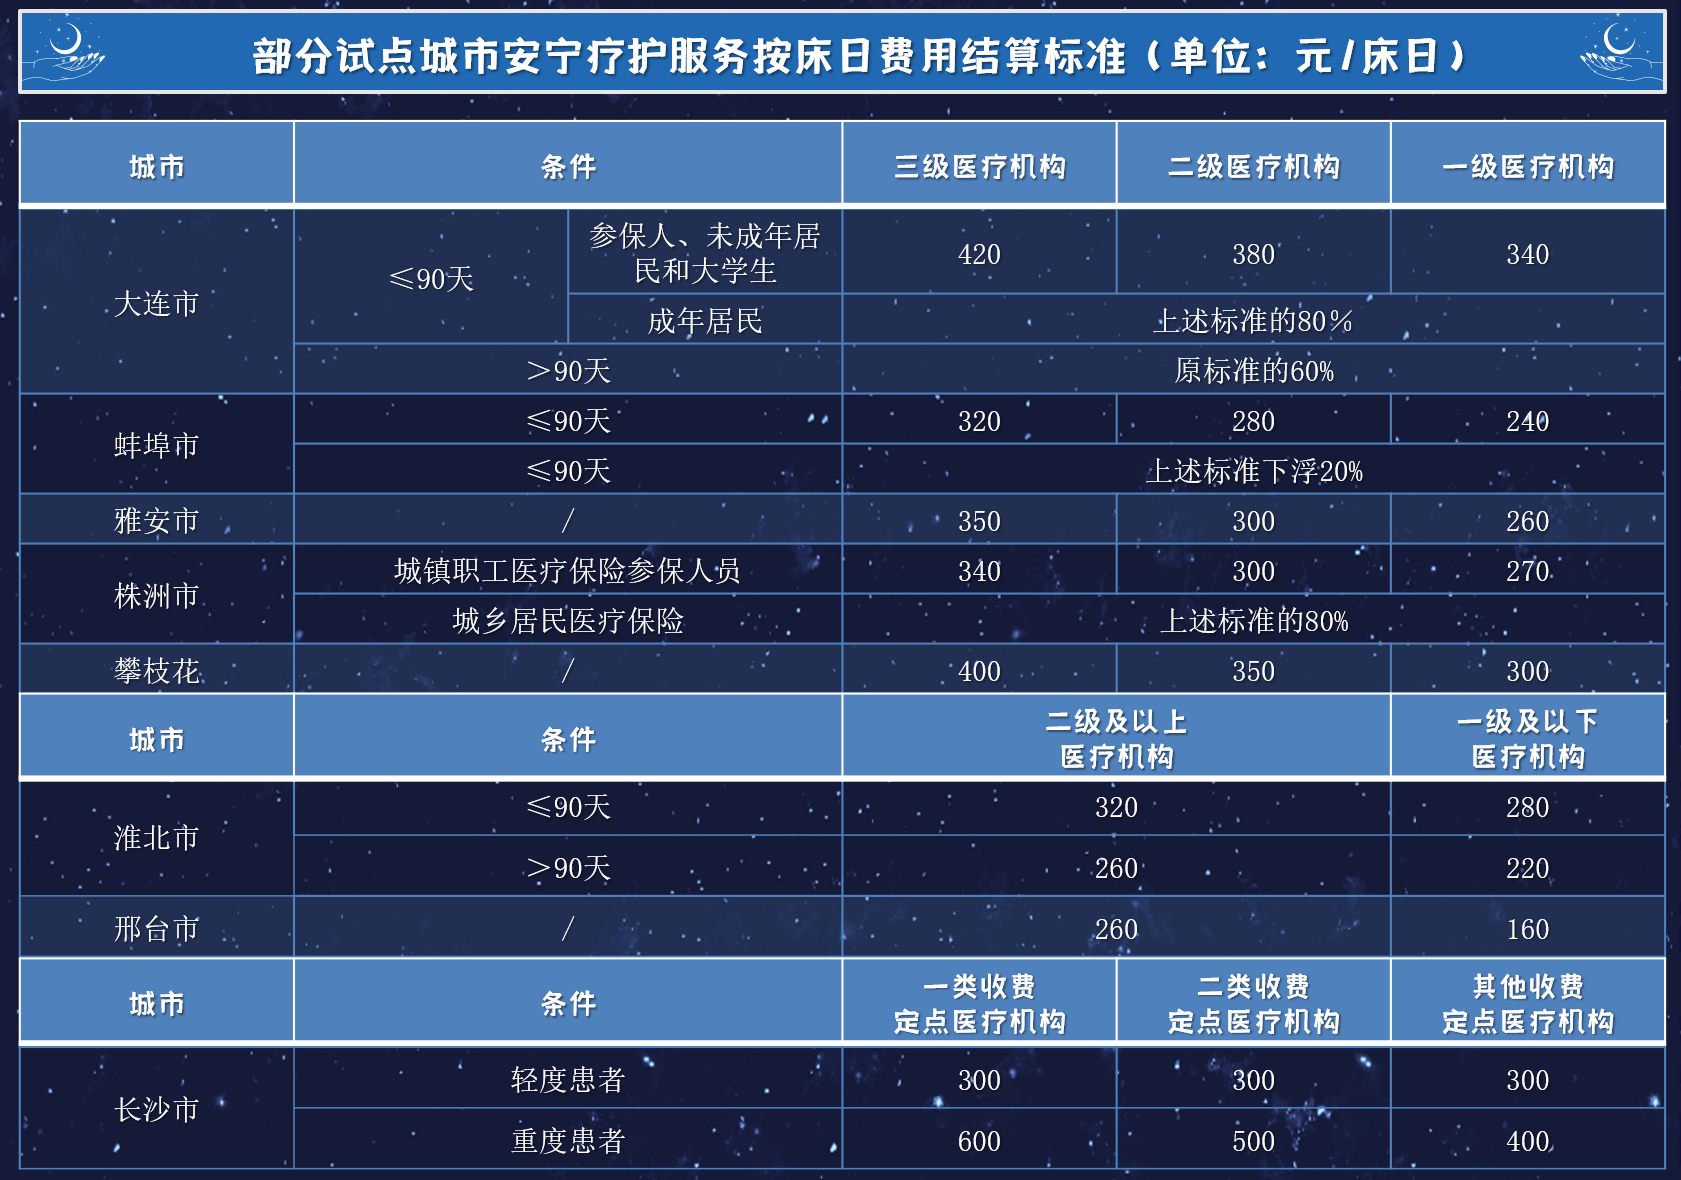 部分试点城市安宁疗护服务按床日费用结算标准（单位：元/床日）
城市 条件 三级医疗机构 二级医疗机构 一级医疗机构
大连市 ≤90天 参保人、未成年居
民和大学生 420 380 340
成年居民 上述标准的80%
>90天 原标准的60%
蚌埠市 ≤90天 320 280 240
≤90天 上述标准下浮20%
雅安市 / 350 300 260
株洲市 城镇职工医疗保险参保人员 340 300 270
城乡居民医疗保险 上述标准的80%
攀枝花 / 400 350 300
城市 条件 二级及以上
医疗机构 一级及以下
医疗机构
淮北市 ≤90天 320 280
>90天 260 220
邢台市 / 260 160
城市 条件 一类收费
定点医疗机构 二类收费
定点医疗机构 其他收费
定点医疗机构
长沙市 轻度患者 300 300 300
重度患者 600 500 400